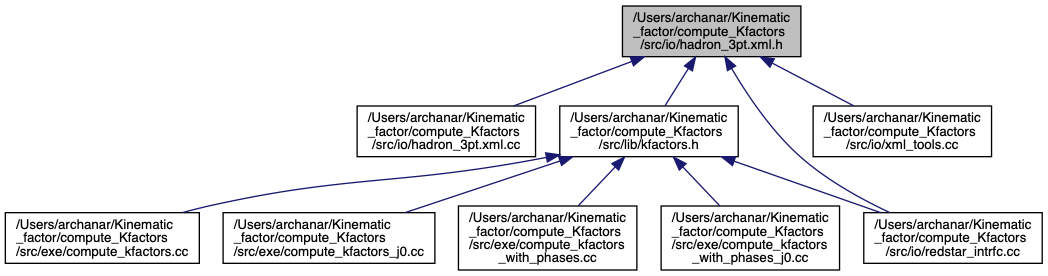 /Users/archanar/Kinematic
_factor/compute_Kfactors
/src/io/hadron_3pt.xml.h
/Users/archanar/Kinematic
_factor/compute_Kfactors
/src/io/hadron_3pt.xml.cc
/Users/archanar/Kinematic
_factor/compute_Kfactors
/src/lib/kfactors.h
/Users/archanar/Kinematic
_factor/compute_Kfactors
/src/io/xml_tools.cc
/Users/archanar/Kinematic
_factor/compute_Kfactors
/src/exe/compute_kfactors.cc
/Users/archanar/Kinematic
_factor/compute_Kfactors
/src/exe/compute_kfactors_j0.cc
/Users/archanar/Kinematic
_factor/compute_Kfactors
/src/exe/compute_kfactors
_with_phases.cc
/Users/archanar/Kinematic
_factor/compute_Kfactors
/src/exe/compute_kfactors
_with_phases_j0.cc
/Users/archanar/Kinematic
_factor/compute_Kfactors
/src/io/redstar_intrfc.cc